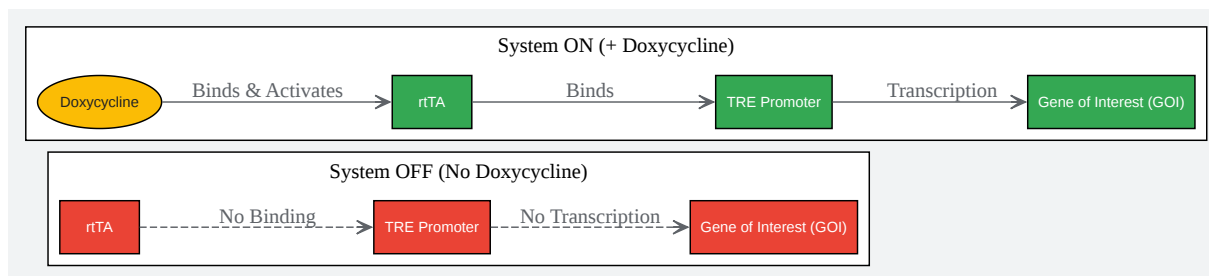 System ON (+ Doxycycline)
Doxycycline
Binds & Activates
rtTA
Binds
TRE Promoter
Transcription
Gene of Interest (GOI)
System OFF (No Doxycycline)
rtTA
No Binding
TRE Promoter
No Transcription
Gene of Interest (GOI)